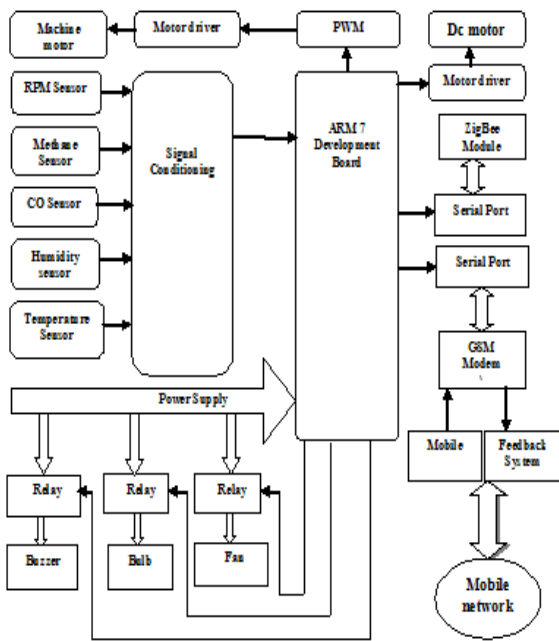 Machine
motor
Motor driver
PWM
Dc motor
RPM Sensor
Methane
Sensor
CO Sensor
Humidity
sensor
Temperature
Sensor
Signal
Conditioning
ARM 7
Development
Board
Motor driver
ZigBee
Module
Serial Port
Serial Port
GSM
Modem
\
Mobile
Feedback
System
Mobile
network
Power Supply
Relay
Relay
Relay
Buzzer
Bulb
Fan